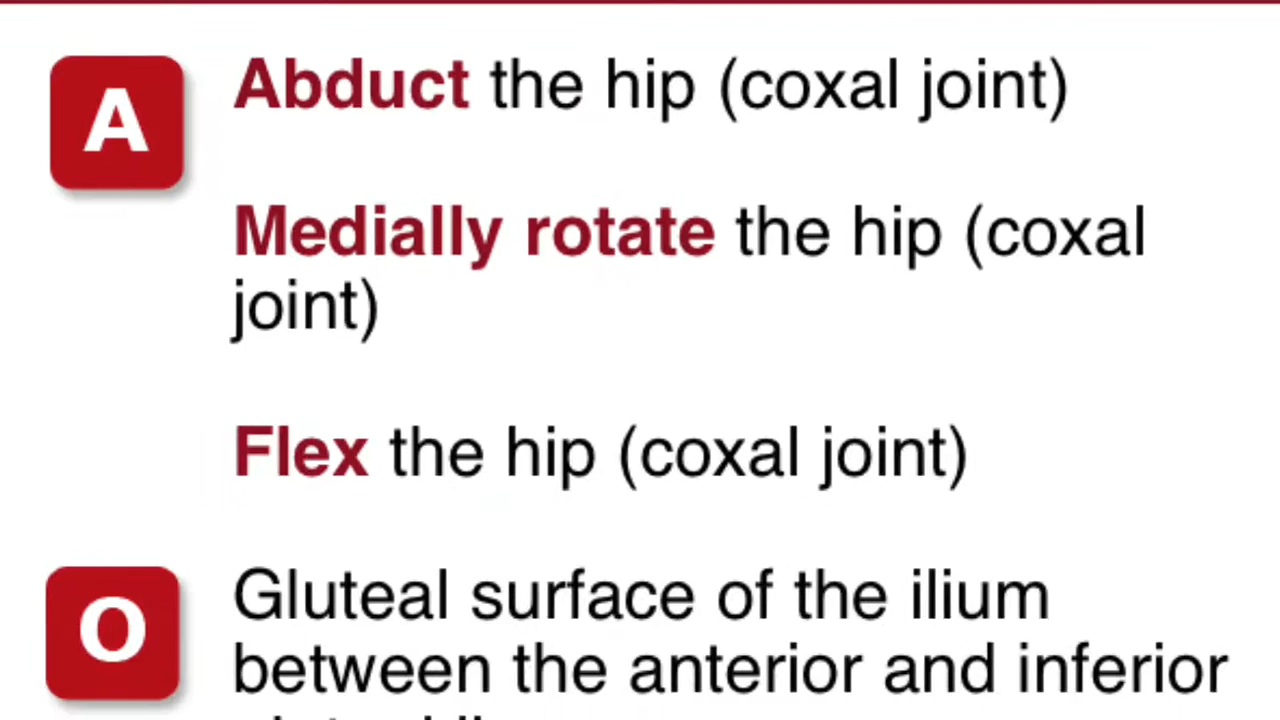 A
Abduct the hip (coxal joint)
Medially rotate the hip (coxal
joint)
Flex the hip (coxal joint)
O
Gluteal surface of the ilium
between the anterior and inferior